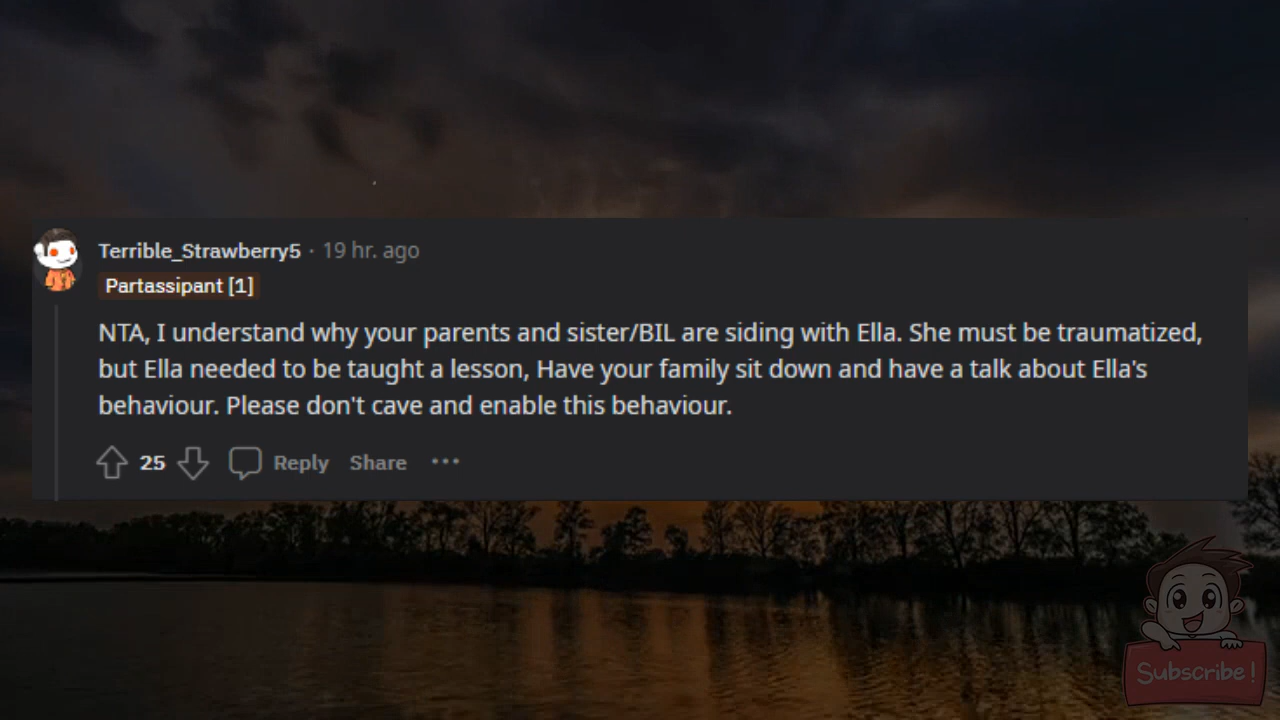 Terrible_Strawberry5 · 19 hr. ago
Partassipant [1]
NTA, I understand why your parents and sister/BIL are siding with Ella. She must be traumatized,
but Ella needed to be taught a lesson, Have your family sit down and have a talk about Ella's
behaviour. Please don't cave and enable this behaviour.
25 Reply Share ···
Subscribe!